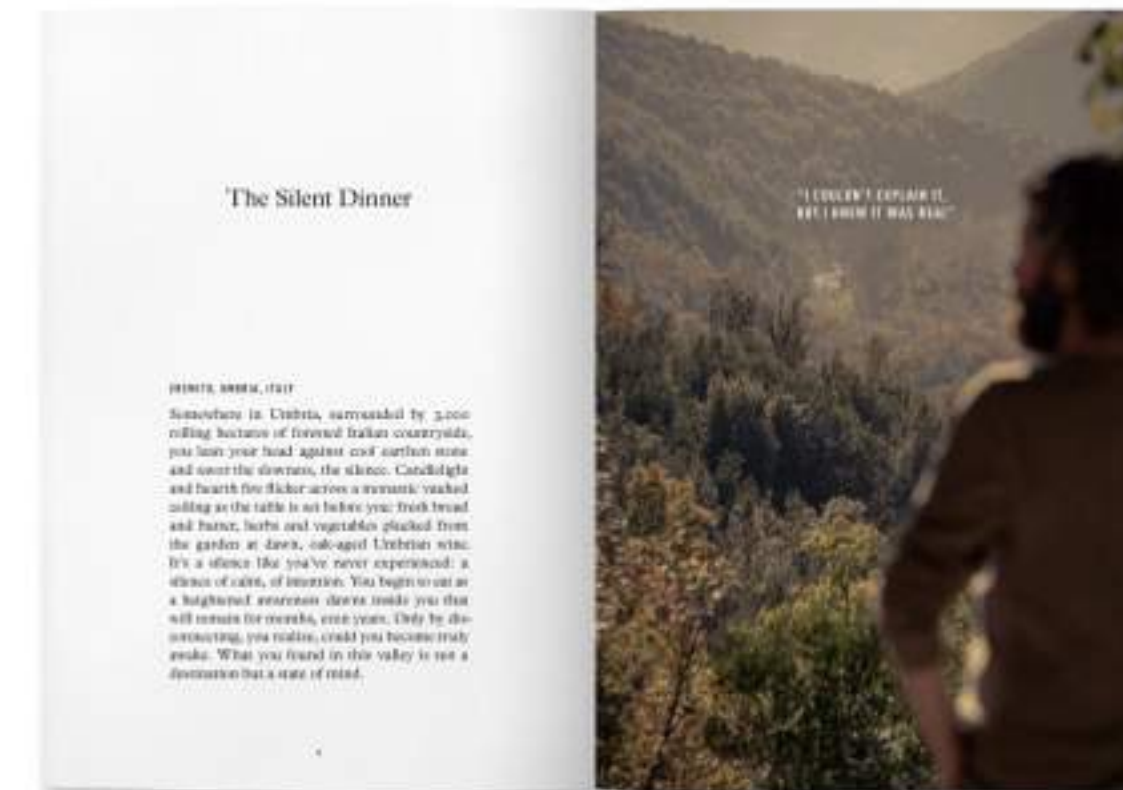 The Silent Dinner
EREMITO, UMBRIA, ITALY
Somewhere in Umbria, surrounded by 3,000
rolling hectares of forested Italian countryside,
you lean your head against cool earthen stone
and savor the slowness, the silence. Candlelight
and hearth fire flicker across a monastic vaulted
ceiling as the table is set before you: fresh bread
and butter, herbs and vegetables plucked from
the garden at dawn, oak-aged Umbrian wine.
It's a silence like you've never experienced: a
silence of calm, of intention. You begin to eat as
a heightened awareness dawns inside you that
will remain for months, even years. Only by dis-
connecting, you realize, could you become truly
awake. What you found in this valley is not a
destination but a state of mind.
"I COULDN'T EXPLAIN IT,
BUT I KNEW IT WAS REAL"